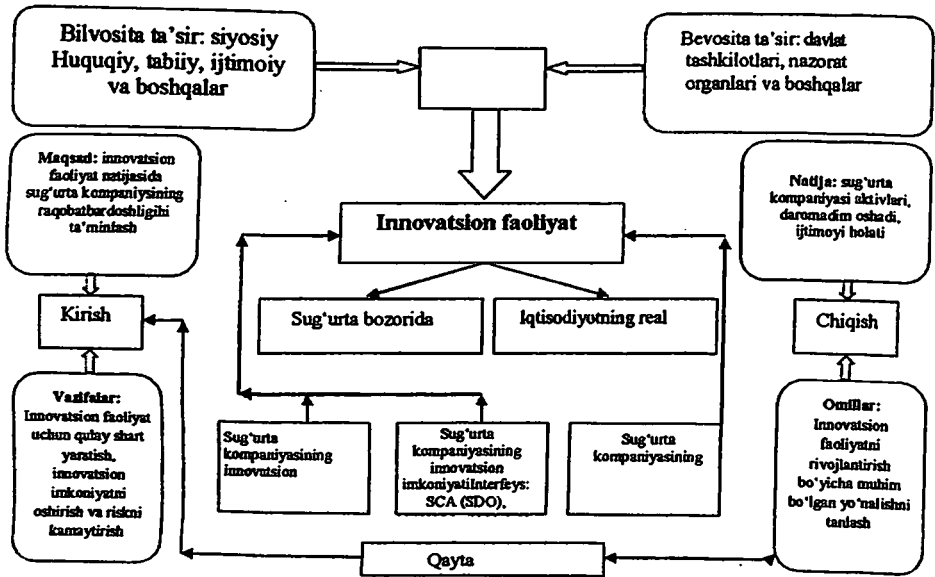 Bilvosita ta'sir: siyosiy
Huquqiy, tabiiy, ijtimoiy
va boshqalar
Bevosita ta'sir: davlat
tashkilotlari, nazorat
organlari va boshqalar
Maqsad: innovatsion
faoliyat natijasida
sug'urta kompaniysining
raqobatbardoshligihi
ta'minlash
Natija: sug'urta
kompaniyasi aktivlari,
daromadim oshadi,
ijtimoyi holati
Innovatsion faoliyat
Kirish
Sug'urta bozorida
Iqtisodiyotning real
Chiqish
Vazifalar:
Innovatsion faoliyat
uchun qulay shart
yaratish,
innovatsion
imkoniyatni
oshirish va riskni
kamaytirish
Sug'urta
kompaniyasining
innovatsion
Sug'urta
kompaniyasining
innovatsion
imkoniyatiInterfeys:
SCA (SDO),
Sug'urta
kompaniyasining
Omillar:
Innovatsion
faoliyatni
rivojlantirish
bo'yicha muhim
bo'lgan yo'nalishni
tanlash
Qayta